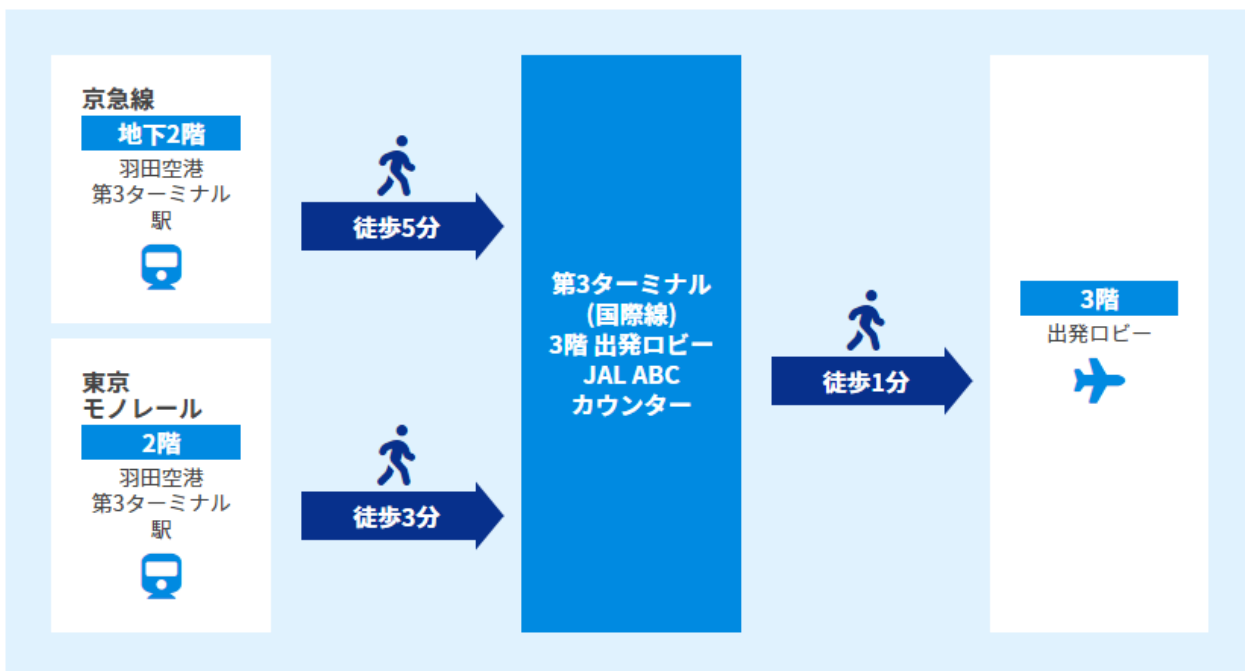 京急線
地下2階
羽田空港
第3ターミナル
駅
徒歩5分
東京
モノレール
2階
羽田空港
第3ターミナル
駅
徒歩3分
第3ターミナル
(国際線)
3階 出発ロビー
JAL ABC
カウンター
徒歩1分
3階
出発ロビー